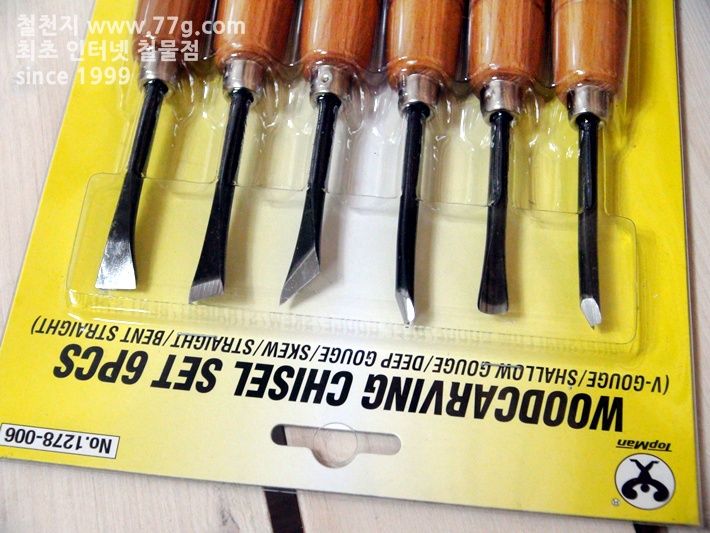 철천지 www.77g.com
최초 인터넷 철물점
since 1999
TopMan
®
WOODCARVING CHISEL SET 6PCS
(V-GOUGE/SHALLOW GOUGE/DEEP GOUGE/SKEW/STRAIGHT/BENT STRAIGHT)
No.1278-006